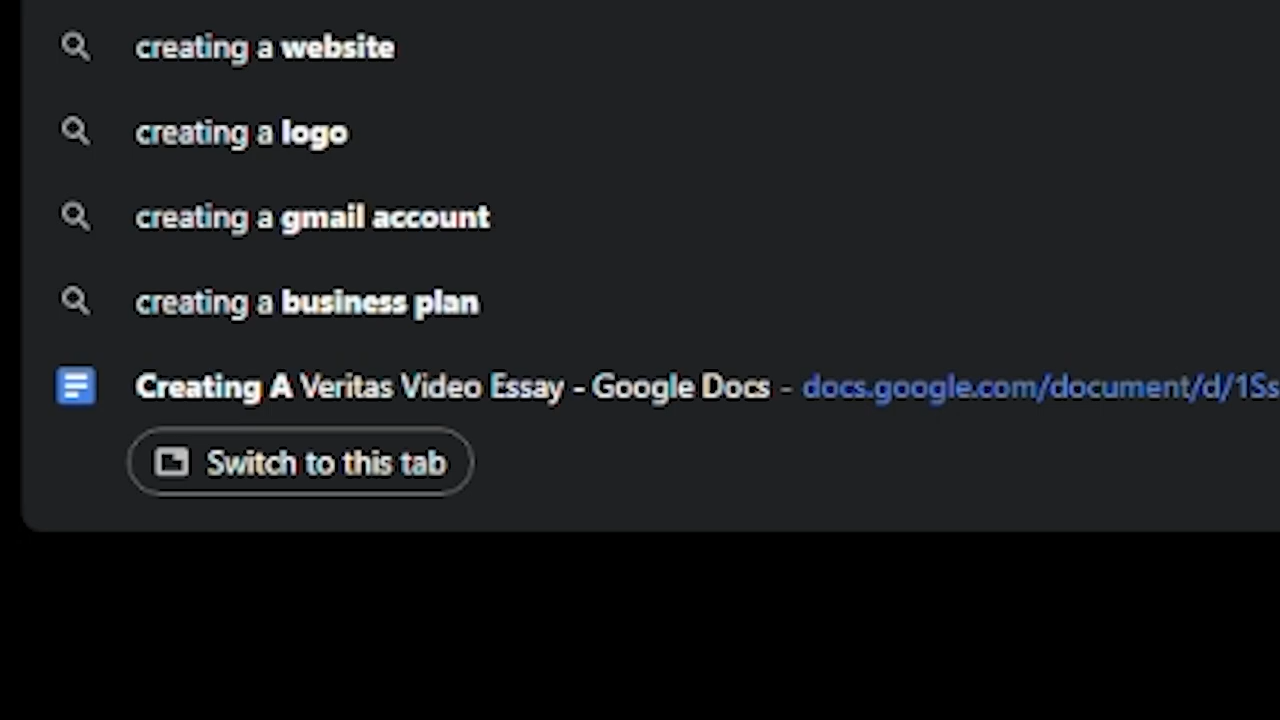 creating a website
creating a logo
creating a gmail account
creating a business plan
Creating A Veritas Video Essay - Google Docs - docs.google.com/document/d/1Ss
Switch to this tab